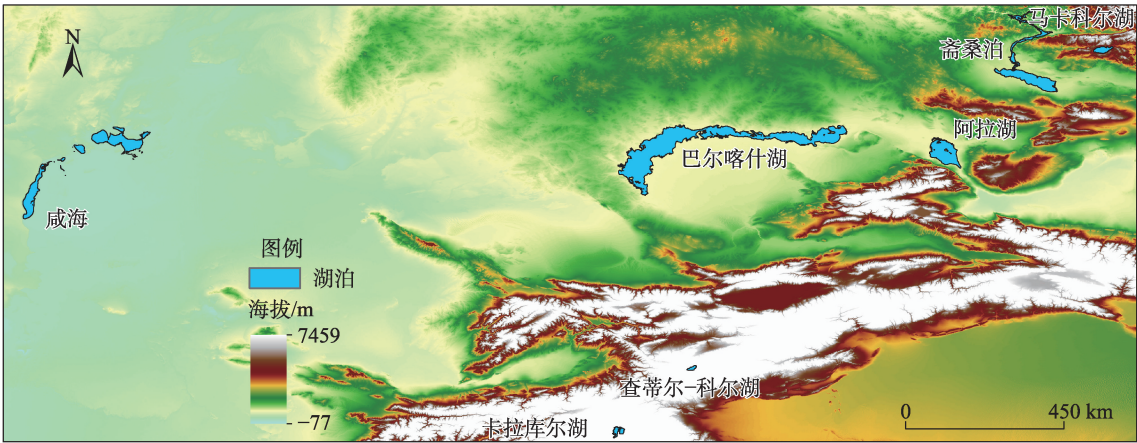 马卡科尔湖
N
斋桑泊
阿拉湖
巴尔喀什湖
咸海
图例
湖泊
海拔/m
7459
-77
查蒂尔-科尔湖
卡拉库尔湖
0 450 km